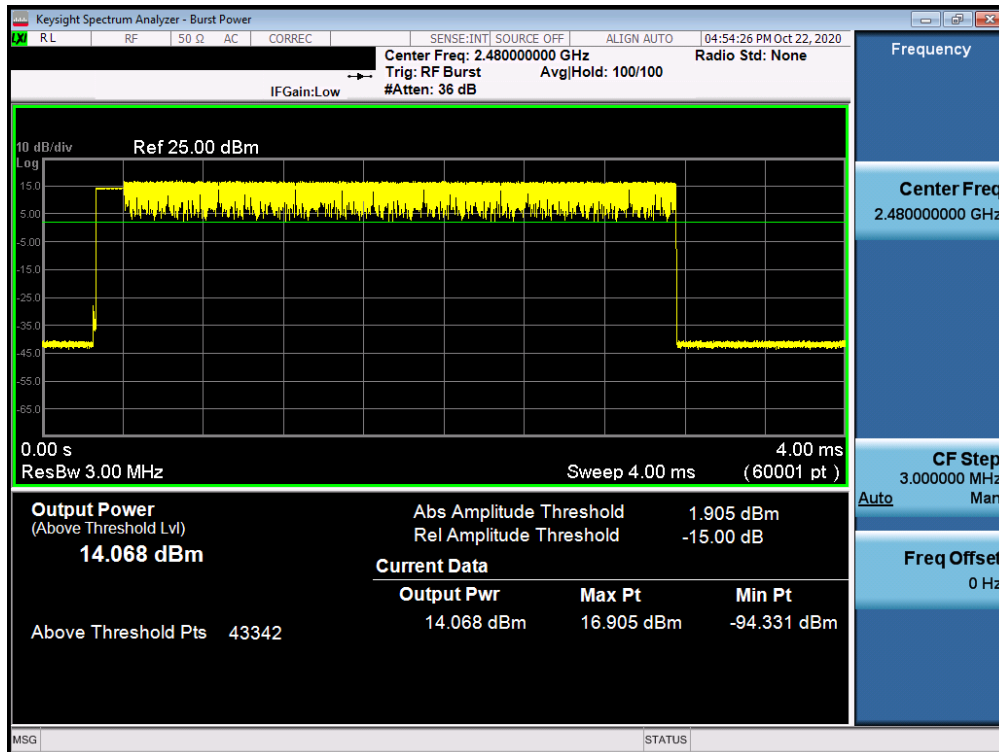 Keysight Spectrum Analyzer - Burst Power
LXI RL RF 50 Ω AC CORREC SENSE:INT SOURCE OFF ALIGN AUTO 04:54:26 PM Oct 22, 2020
Center Freq: 2.480000000 GHz Radio Std: None
Trig: RF Burst Avg|Hold: 100/100
IFGain:Low #Atten: 36 dB
10 dB/div Ref 25.00 dBm
Log
15.0
5.00
-5.00
-15.0
-25.0
-35.0
-45.0
-55.0
-65.0
0.00 s 4.00 ms
ResBw 3.00 MHz Sweep 4.00 ms (60001 pt )
Output Power
(Above Threshold Lvl)
14.068 dBm
Above Threshold Pts 43342
Abs Amplitude Threshold 1.905 dBm
Rel Amplitude Threshold -15.00 dB
Current Data
Output Pwr Max Pt Min Pt
14.068 dBm 16.905 dBm -94.331 dBm
MSG STATUS
Frequency
Center Freq
2.480000000 GHz
CF Step
3.000000 MHz
Auto Man
Freq Offset
0 Hz